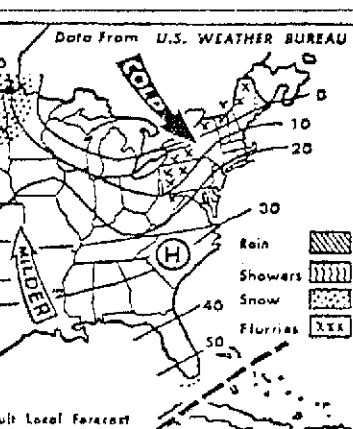 Data From U.S. WEATHER BUREAU
COLD
0
10
20
30
H
MILDER
Rain
Showers
Snow
Flurries
40
50
Local Forecast